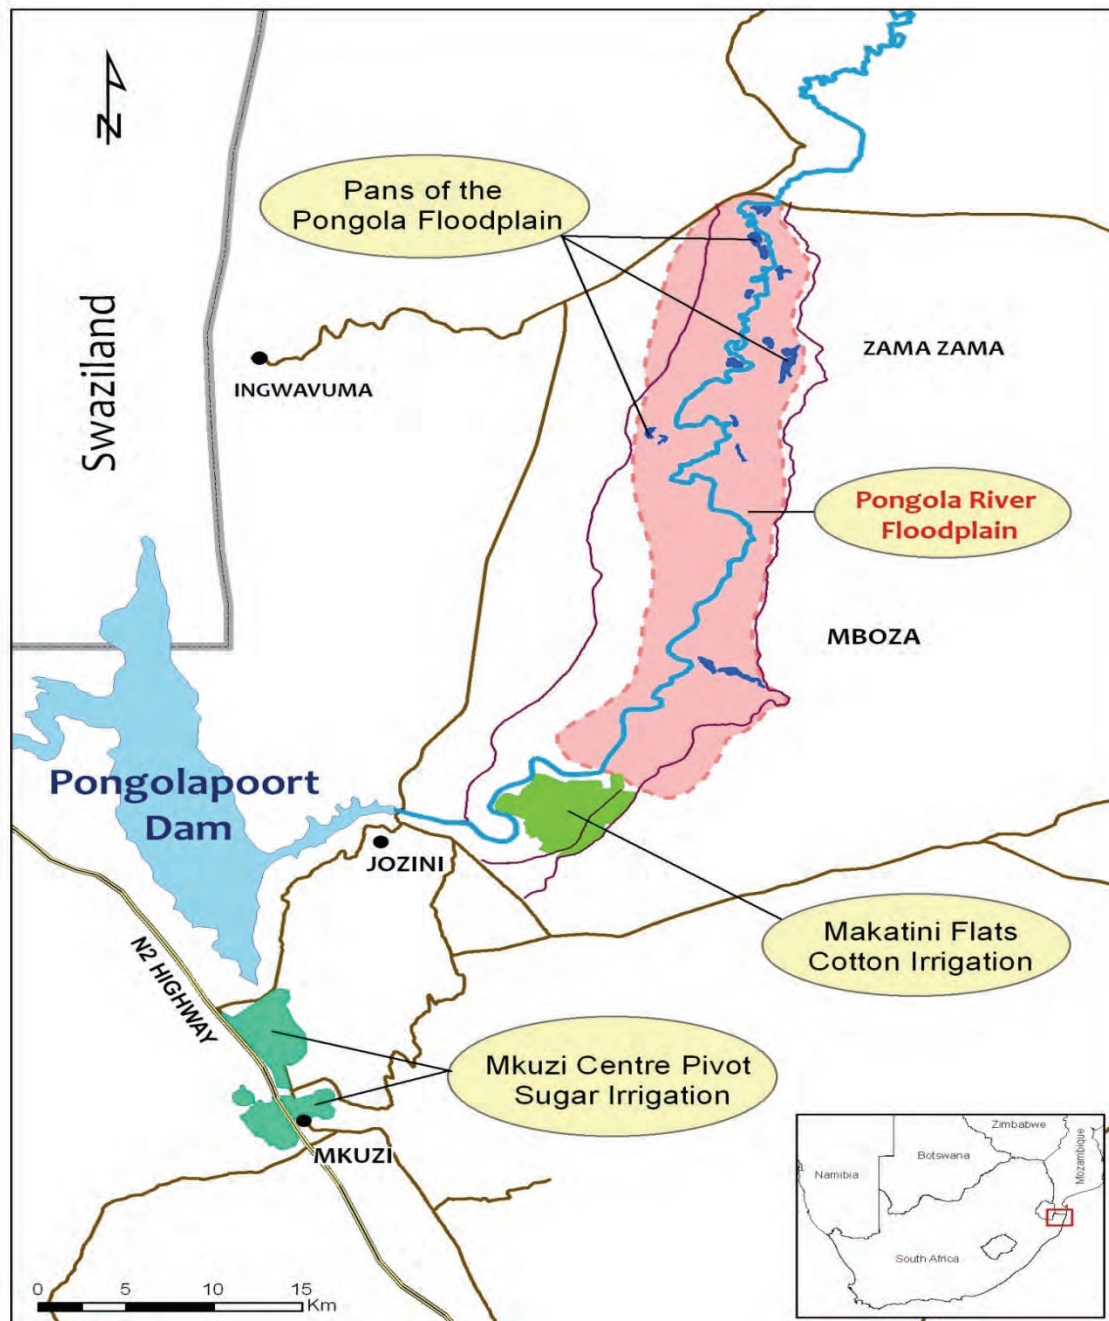 N
Pans of the
Pongola Floodplain
Swaziland
INGWAVUMA
ZAMA ZAMA
Pongola River
Floodplain
MBOZA
Pongolapoort
Dam
JOZINI
N2 HIGHWAY
Makatini Flats
Cotton Irrigation
Mkuzi Centre Pivot
Sugar Irrigation
MKUZI
0 5 10 15
Km
Zimbabwe
Botswana
Mozambique
Namibia
South Africa